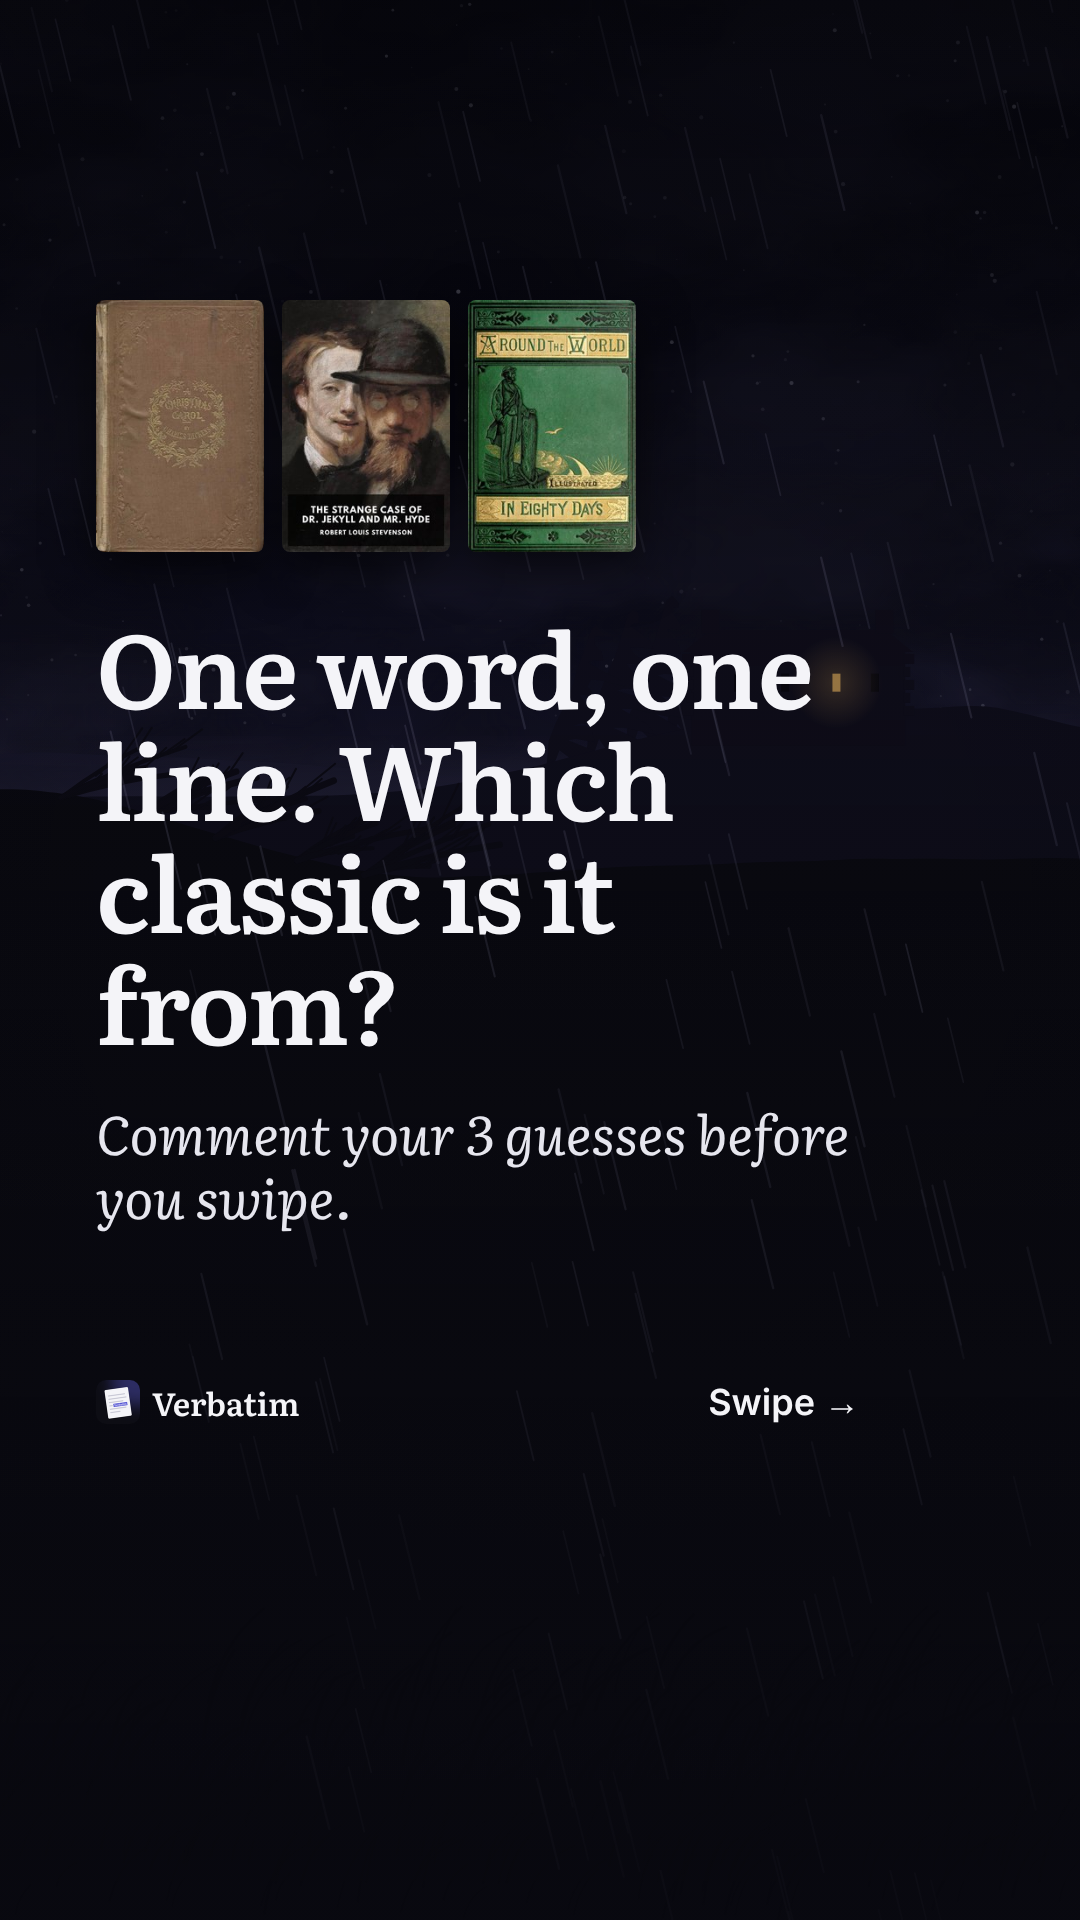 CHRISTMAS
CAROL
THE STRANGE CASE OF
DR. JEKYLL AND MR. HYDE
ROBERT LOUIS STEVENSON
AROUND THE WORLD
ILLUSTRATED
IN EIGHTY DAYS
One word, one
line. Which
classic is it
from?
Comment your 3 guesses before
you swipe.
Verbatim
Swipe →